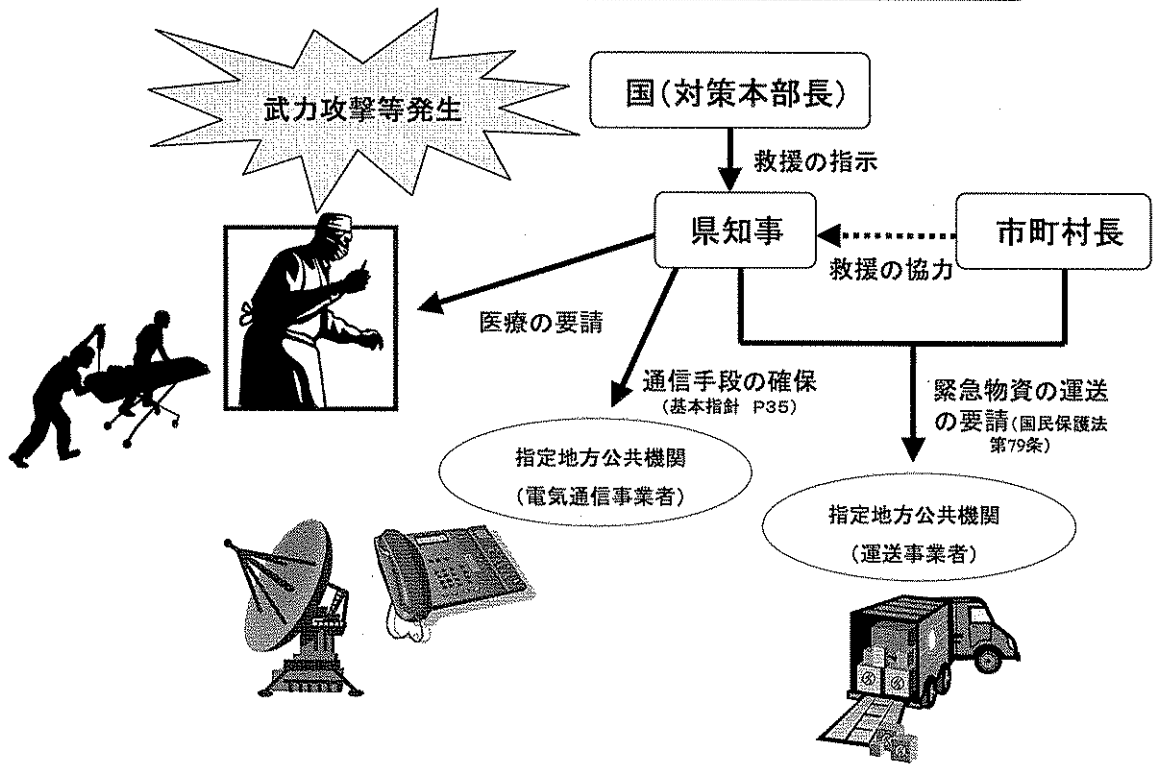 武力攻撃等発生
国(対策本部長)
救援の指示
県知事
市町村長
救援の協力
医療の要請
通信手段の確保
(基本指針 P35)
緊急物資の運送
の要請(国民保護法
第79条)
指定地方公共機関
(電気通信事業者)
指定地方公共機関
(運送事業者)